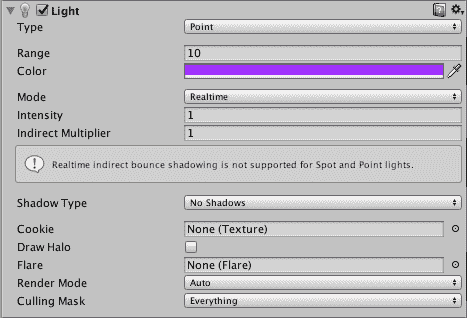 Light
Type Point
Range 10
Color
Mode Realtime
Intensity 1
Indirect Multiplier 1
Realtime indirect bounce shadowing is not supported for Spot and Point lights.
Shadow Type No Shadows
Cookie None (Texture)
Draw Halo
Flare None (Flare)
Render Mode Auto
Culling Mask Everything